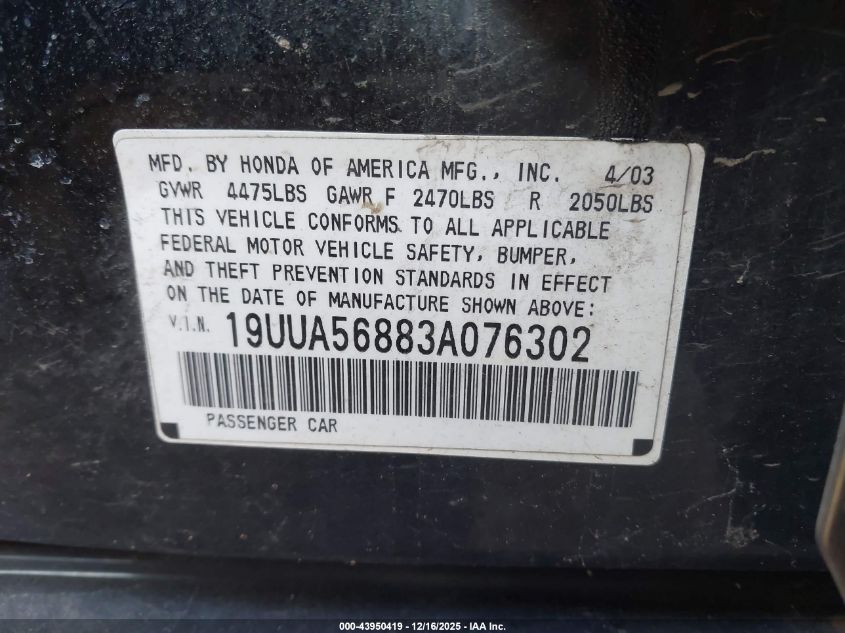 MFD. BY HONDA OF AMERICA MFG., INC. 4/03
GVWR 4475LBS GAWR F 2470LBS R 2050LBS
THIS VEHICLE CONFORMS TO ALL APPLICABLE
FEDERAL MOTOR VEHICLE SAFETY, BUMPER,
AND THEFT PREVENTION STANDARDS IN EFFECT
ON THE DATE OF MANUFACTURE SHOWN ABOVE:
V.I.N. 19UUA56883A076302
PASSENGER CAR
000-43950419 - 12/16/2025 - IAA Inc.